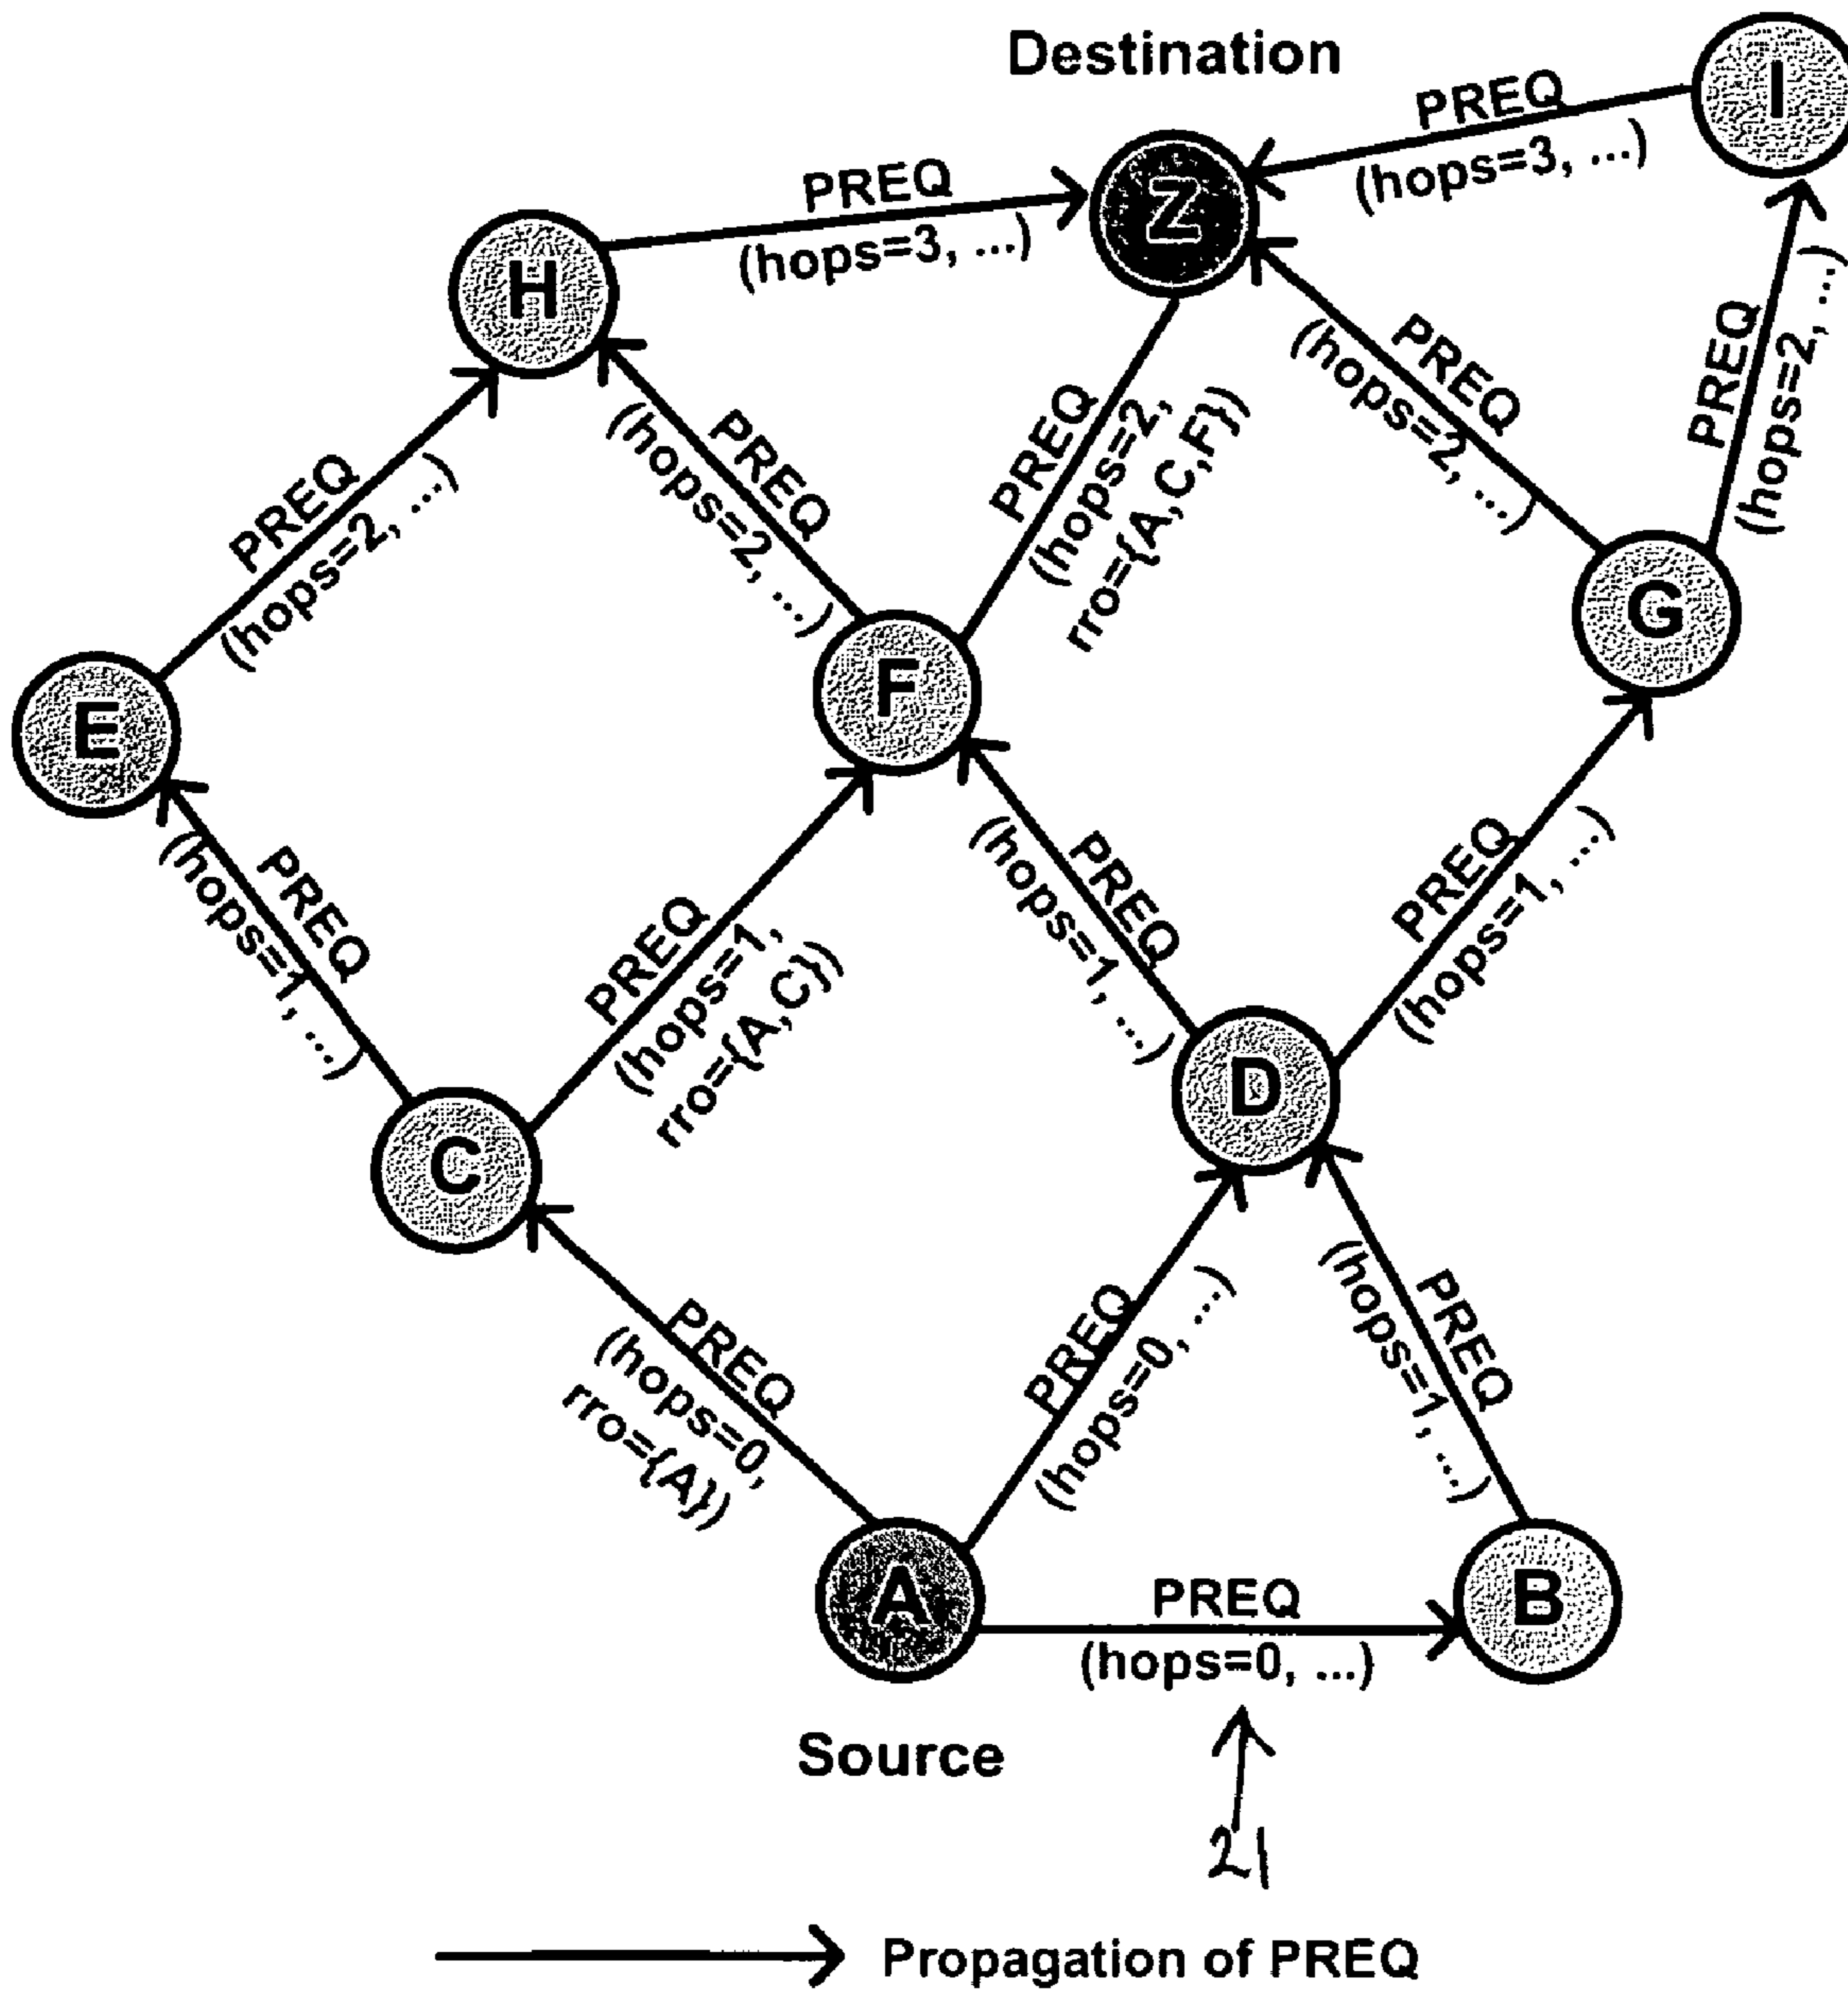 Destination
I
PREQ
(hops=3, ...)
Z
PREQ
(hops=3, ...)
H
PREQ
(hops=2, ...)
PREQ
(hops=2, ...)
PREQ
(hops=2,
rro={A,C,F})
PREQ
(hops=2, ...)
PREQ
(hops=2, ...)
G
F
E
PREQ
(hops=1, ...)
PREQ
(hops=1,
rro={A,C})
PREQ
(hops=1, ...)
PREQ
(hops=1, ...)
D
C
PREQ
(hops=0,
rro={A})
PREQ
(hops=0, ...)
PREQ
(hops=1, ...)
A
PREQ
(hops=0, ...)
B
Source
21
Propagation of PREQ